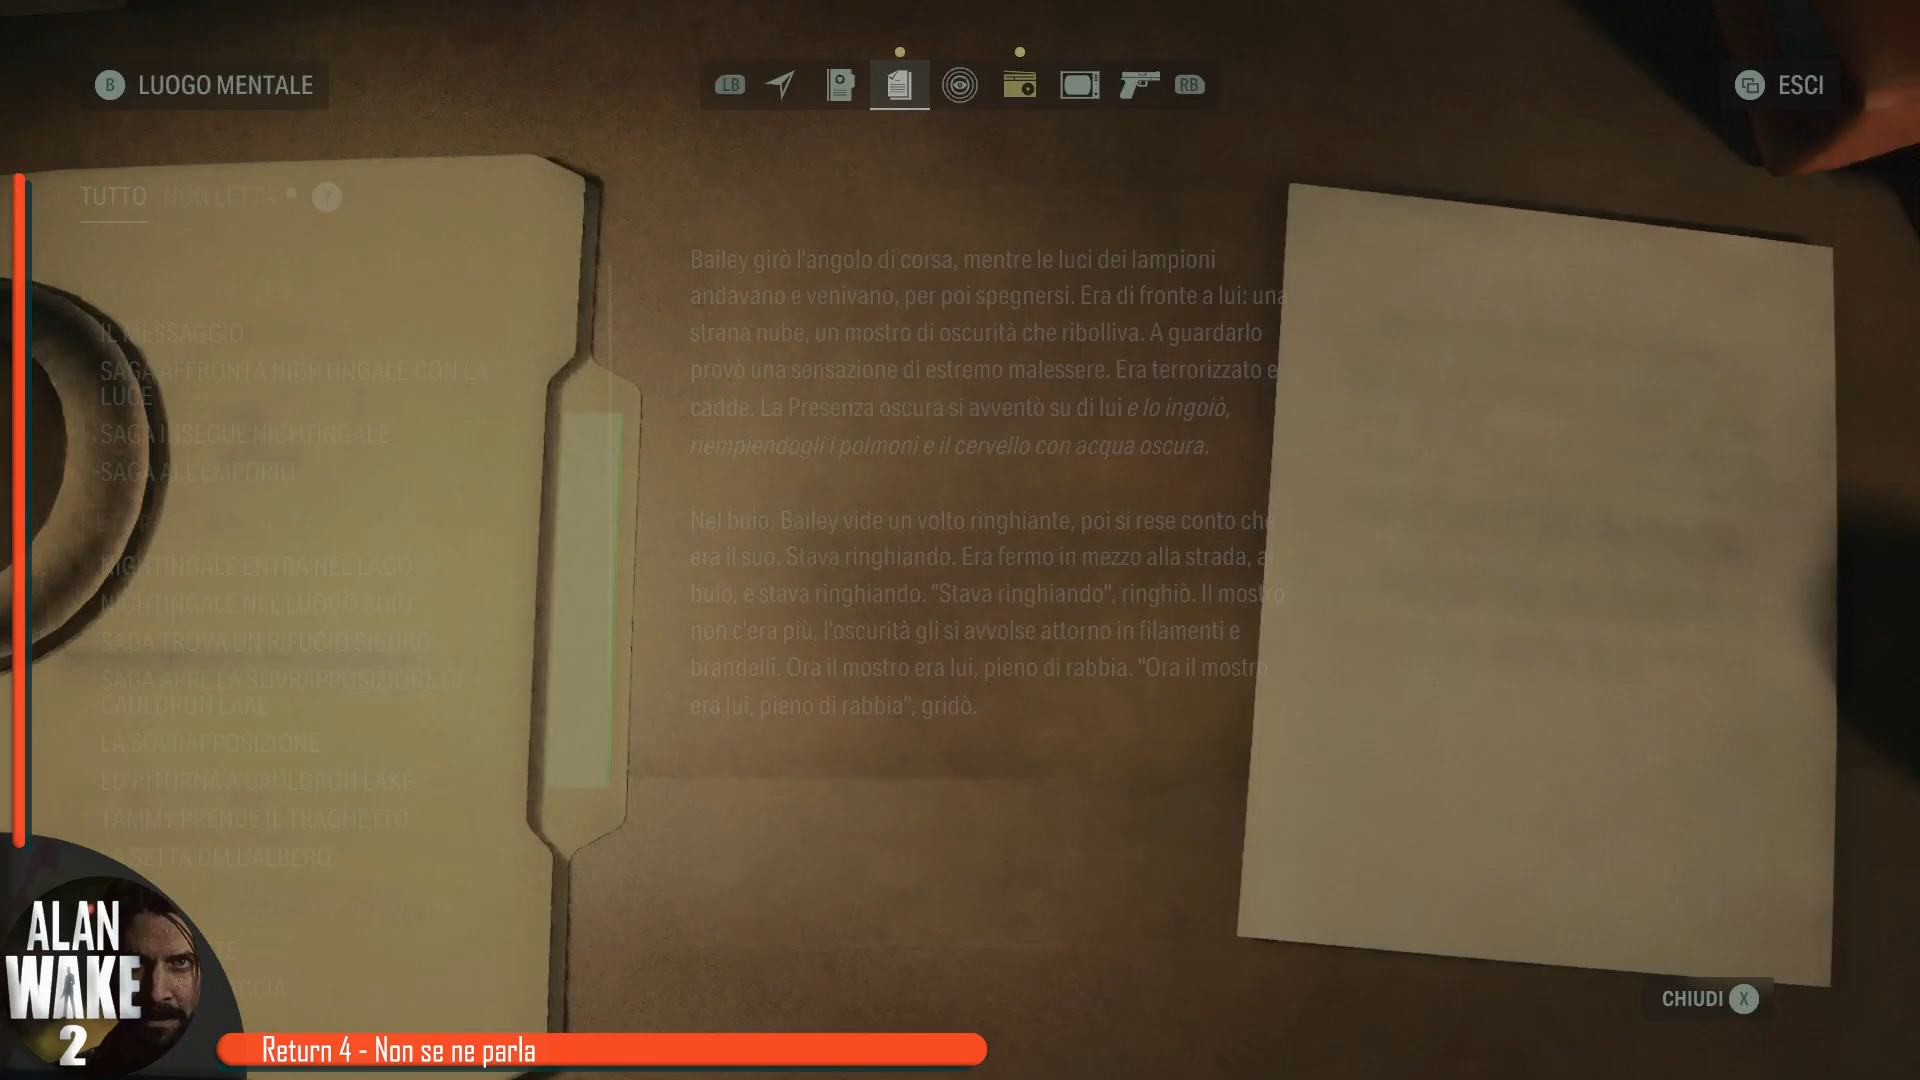 B LUOGO MENTALE
LB
RB
ESCI
TUTTO NON LETTA Y
IL MESSAGGIO
SAGA AFFRONTA NIGHTINGALE CON LA
LUCE
SAGA INSEGUE NIGHTINGALE
SAGA ALL'EMPORIO
NIGHTINGALE ENTRA NEL LAGO
NIGHTINGALE NEL LUOGO BUIO
SAGA TROVA UN RIFUGIO SICURO
SAGA APRE LA SOVRAPPOSIZIONE DI
CAULDRON LAKE
LA SOVRAPPOSIZIONE
ED RITORNA A CAULDRON LAKE
TAMMY PRENDE IL TRAGHETTO
LA SETTA DELL'ALBERO
Bailey girò l'angolo di corsa, mentre le luci dei lampioni
andavano e venivano, per poi spegnersi. Era di fronte a lui: una
strana nube, un mostro di oscurità che ribolliva. A guardarlo
provò una sensazione di estremo malessere. Era terrorizzato e
cadde. La Presenza oscura si avventò su di lui e lo ingoiò,
riempiendogli i polmoni e il cervello con acqua oscura.
Nel buio, Bailey vide un volto ringhiante, poi si rese conto che
era il suo. Stava ringhiando. Era fermo in mezzo alla strada, al
buio, e stava ringhiando. "Stava ringhiando", ringhiò. Il mostro
non c'era più, l'oscurità gli si avvolse attorno in filamenti e
brandelli. Ora il mostro era lui, pieno di rabbia. "Ora il mostro
era lui, pieno di rabbia", gridò.
CHIUDI X
ALAN
WAKE
2
Return 4 - Non se ne parla